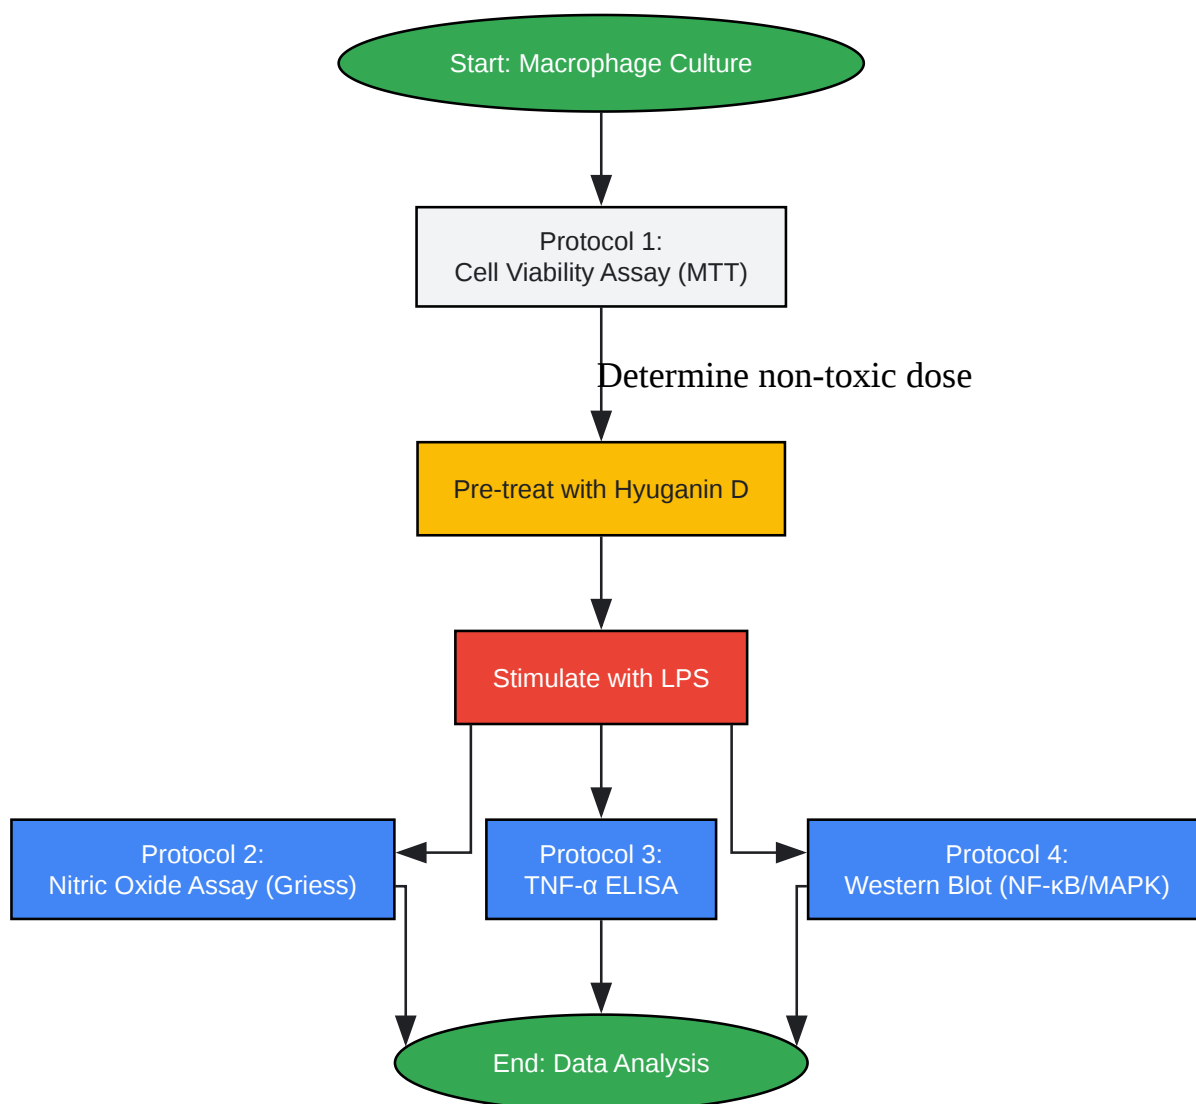 Start: Macrophage Culture
Protocol 1:
Cell Viability Assay (MTT)
Determine non-toxic dose
Pre-treat with Hyuganin D
Stimulate with LPS
Protocol 2:
Nitric Oxide Assay (Griess)
Protocol 3:
TNF-α ELISA
Protocol 4:
Western Blot (NF-κB/MAPK)
End: Data Analysis